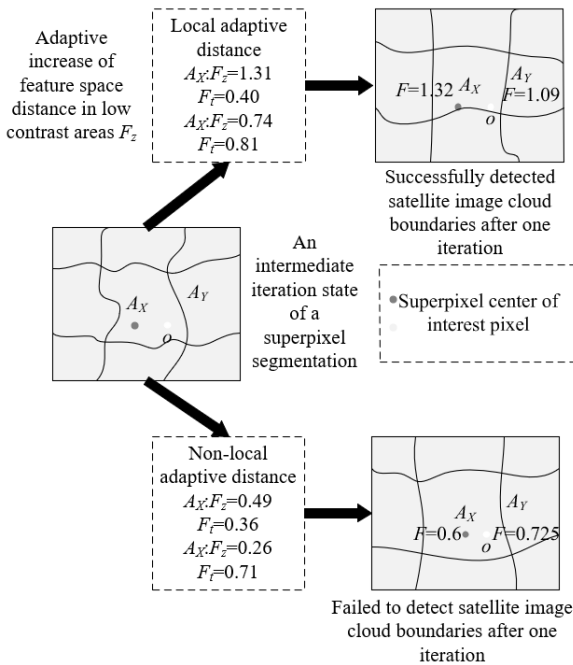 Adaptive
increase of
feature space
distance in low
contrast areas F_z
Local adaptive
distance
A_X:F_z=1.31
F_t=0.40
A_X:F_z=0.74
F_t=0.81
F=1.32
A_X
A_Y
F=1.09
o
Successfully detected
satellite image cloud
boundaries after one
iteration
A_X
A_Y
o
An
intermediate
iteration state
of a
superpixel
segmentation
Superpixel center of
interest pixel
Non-local
adaptive distance
A_X:F_z=0.49
F_t=0.36
A_X:F_z=0.26
F_t=0.71
A_X
A_Y
F=0.6
F=0.725
o
Failed to detect satellite image
cloud boundaries after one
iteration